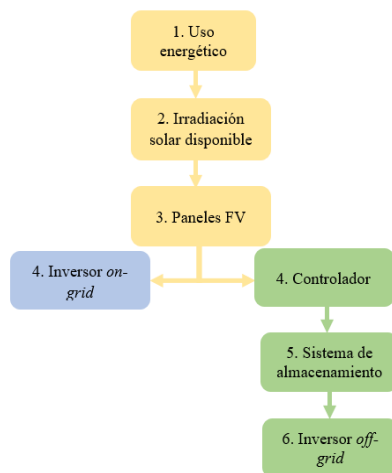 1. Uso
energético
2. Irradiación
solar disponible
3. Paneles FV
4. Inversor on-
grid
4. Controlador
5. Sistema de
almacenamiento
6. Inversor off-
grid